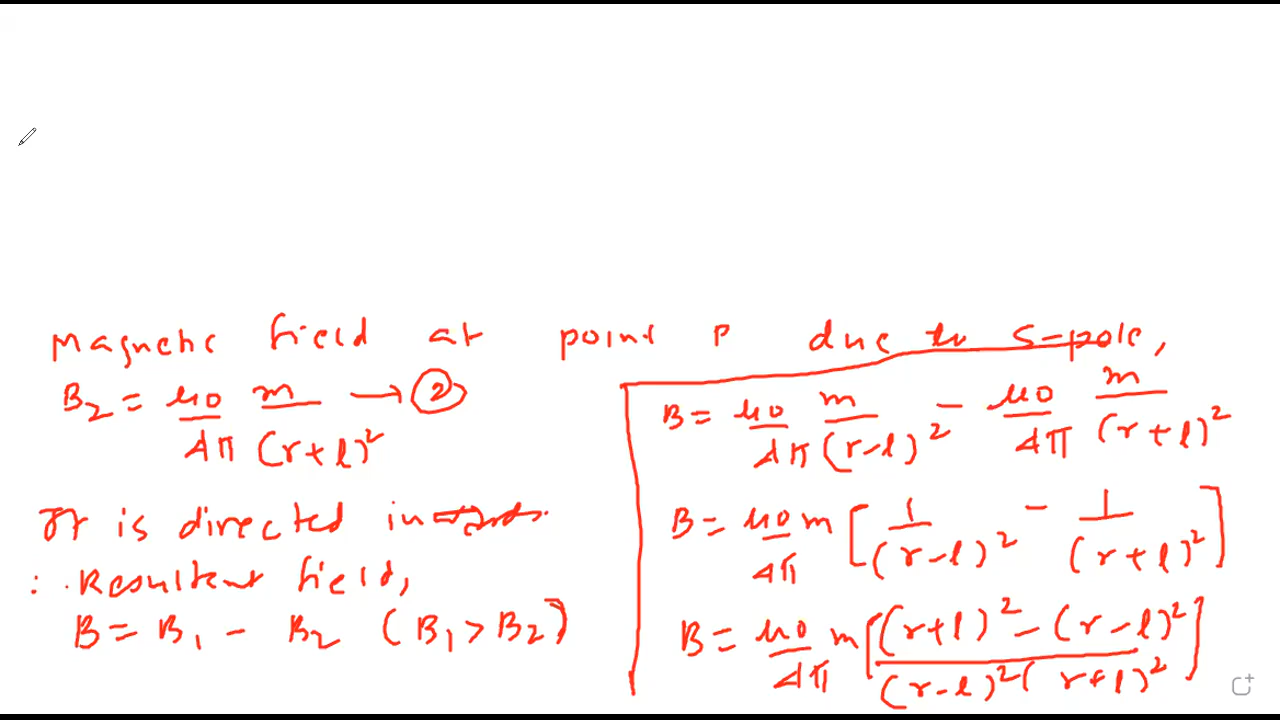 Magnetic field at point P due to S-pole,
B₂ = μ0/4π m/(r+l)² → ②
It is directed inwards.
∴ Resultent field,
B = B₁ - B₂ (B₁ > B₂)
B = μ0/4π m/(r-l)² - μ0/4π m/(r+l)²
B = μ0/4π m [1/(r-l)² - 1/(r+l)²]
B = μ0/4π m [(r+l)² - (r-l)² / (r-l)² (r+l)²]